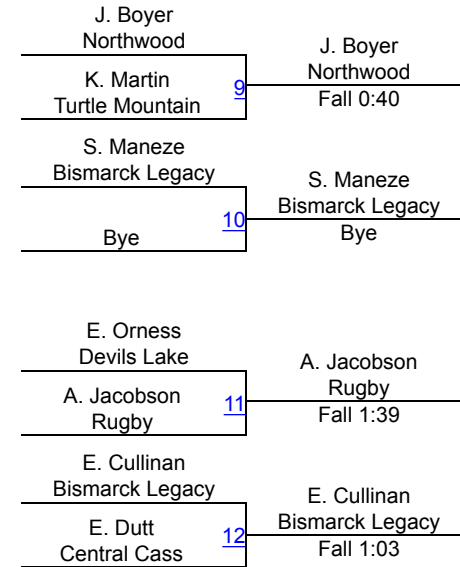 J. Boyer
Northwood
K. Martin
Turtle Mountain
9
J. Boyer
Northwood
Fall 0:40
S. Maneze
Bismarck Legacy
Bye
10
S. Maneze
Bismarck Legacy
Bye
E. Orness
Devils Lake
A. Jacobson
Rugby
11
A. Jacobson
Rugby
Fall 1:39
E. Cullinan
Bismarck Legacy
E. Dutt
Central Cass
12
E. Cullinan
Bismarck Legacy
Fall 1:03